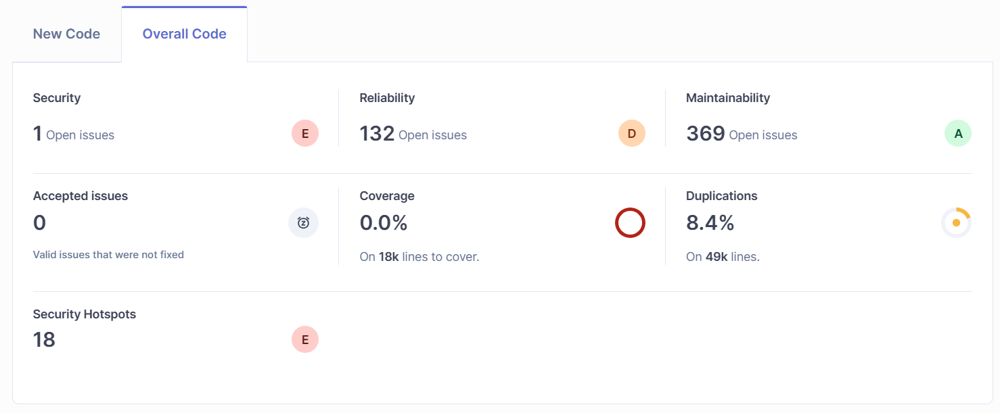 New Code
Overall Code
Security
Reliability
Maintainability
1 Open issues
E
132 Open issues
D
369 Open issues
A
Accepted issues
Coverage
Duplications
0
z
0.0%
8.4%
Valid issues that were not fixed
On 18k lines to cover.
On 49k lines.
Security Hotspots
18
E